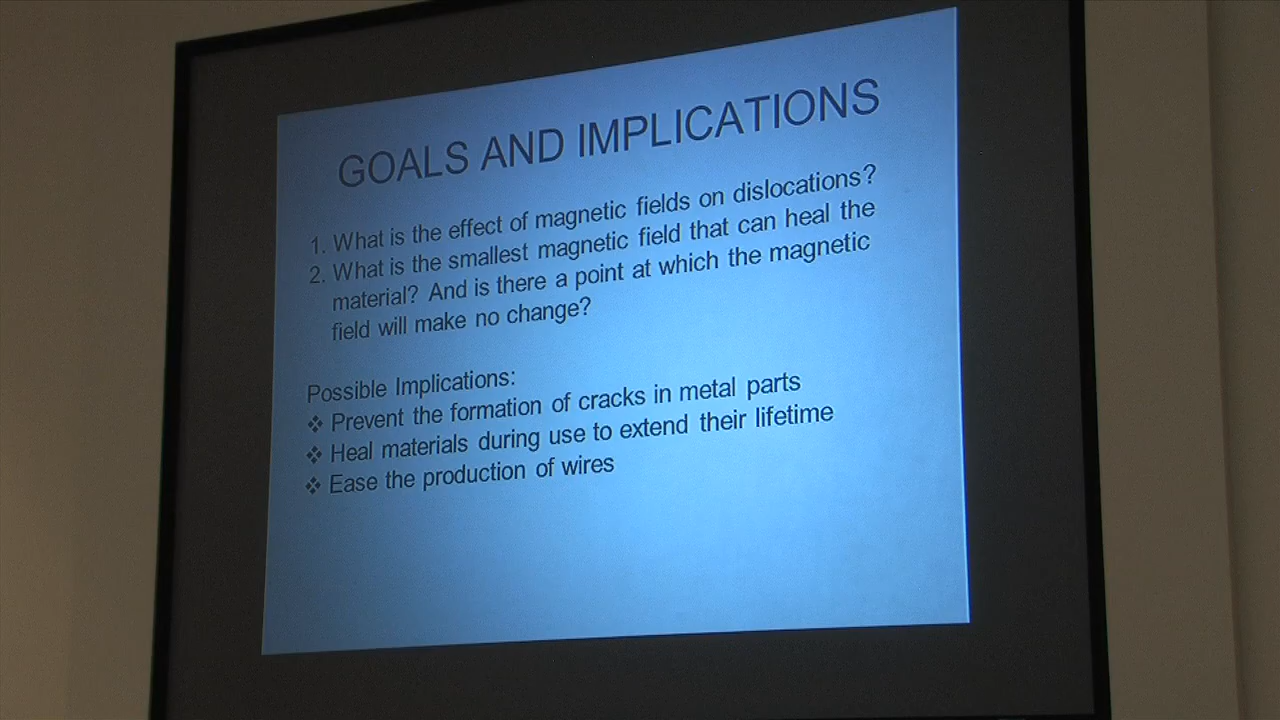 GOALS AND IMPLICATIONS
1. What is the effect of magnetic fields on dislocations?
2. What is the smallest magnetic field that can heal the
material? And is there a point at which the magnetic
field will make no change?
Possible Implications:
❖ Prevent the formation of cracks in metal parts
❖ Heal materials during use to extend their lifetime
❖ Ease the production of wires